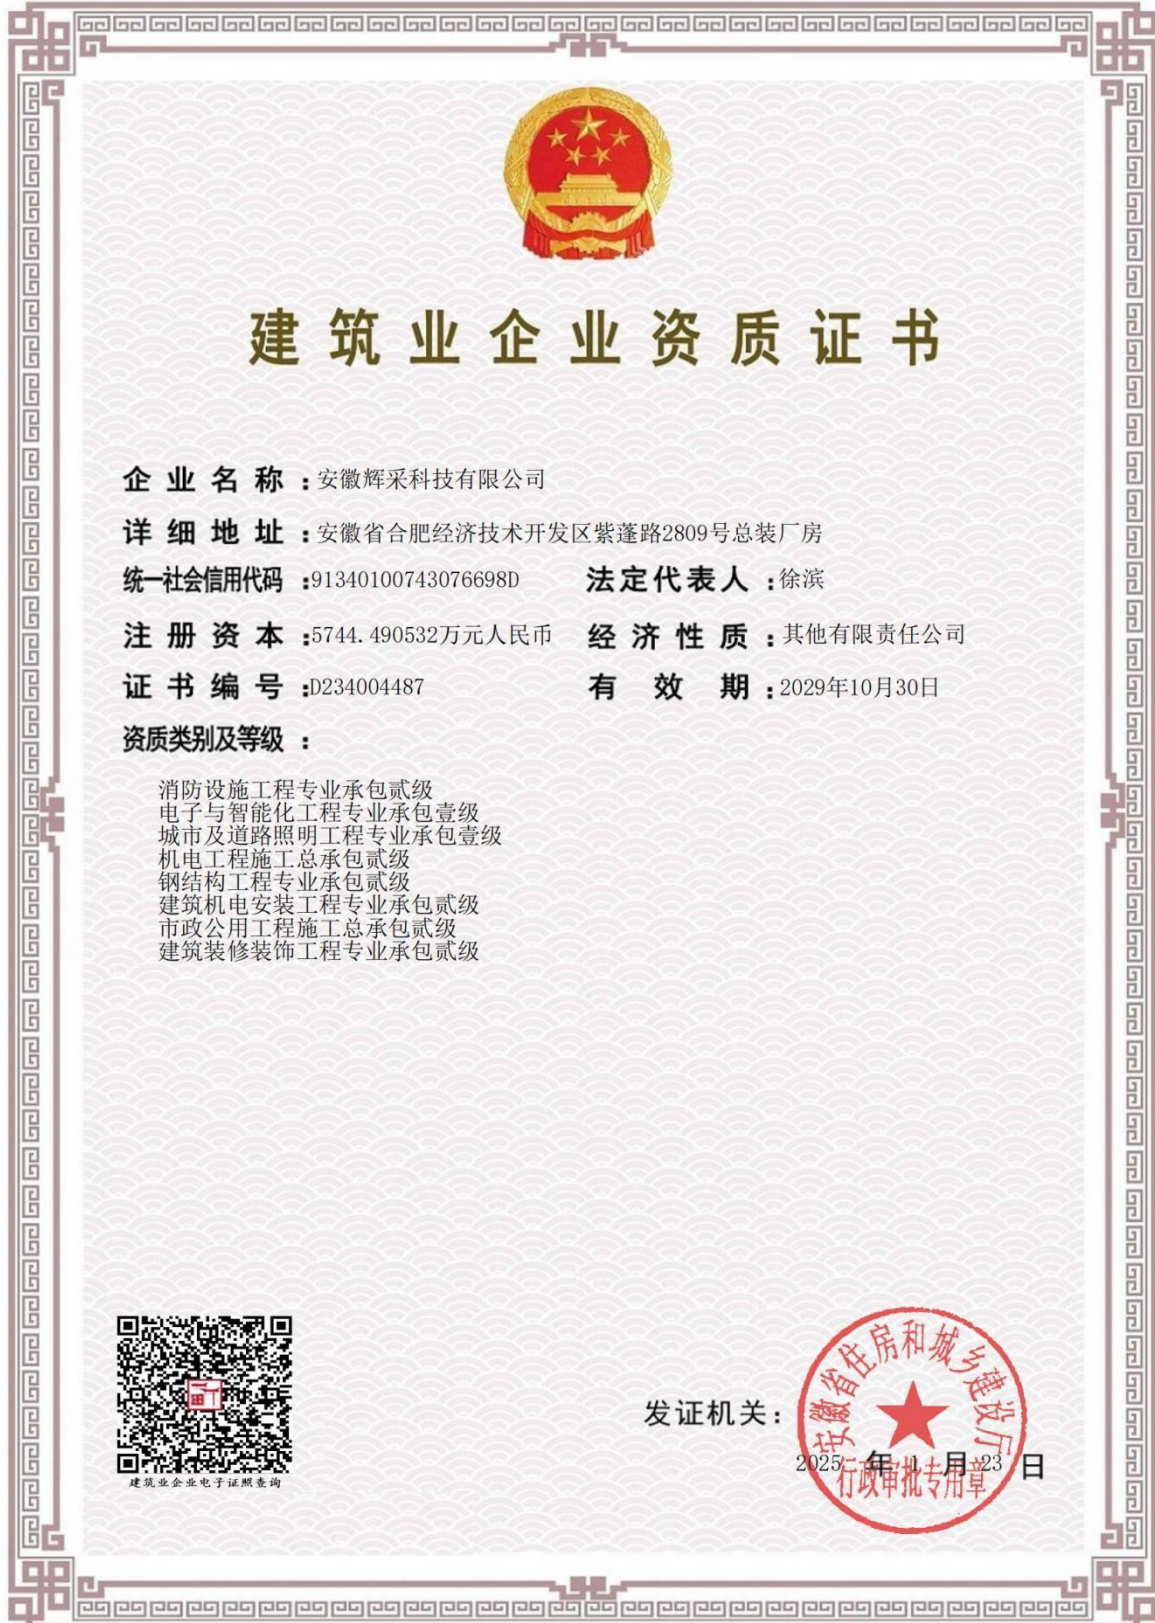 建筑业企业资质证书
企业名称：安徽辉采科技有限公司
详细地址：安徽省合肥经济技术开发区紫蓬路2809号总装厂房
统一社会信用代码：91340100743076698D 法定代表人：徐滨
注册资本：5744.490532万元人民币 经济性质：其他有限责任公司
证书编号：D234004487 有效期：2029年10月30日
资质类别及等级：
消防设施工程专业承包贰级
电子与智能化工程专业承包壹级
城市及道路照明工程专业承包壹级
机电工程施工总承包贰级
钢结构工程专业承包贰级
建筑机电安装工程专业承包贰级
市政公用工程施工总承包贰级
建筑装修装饰工程专业承包贰级
建筑业企业电子证照查询
发证机关：
安徽省住房和城乡建设厅
2025年1月23日
行政审批专用章